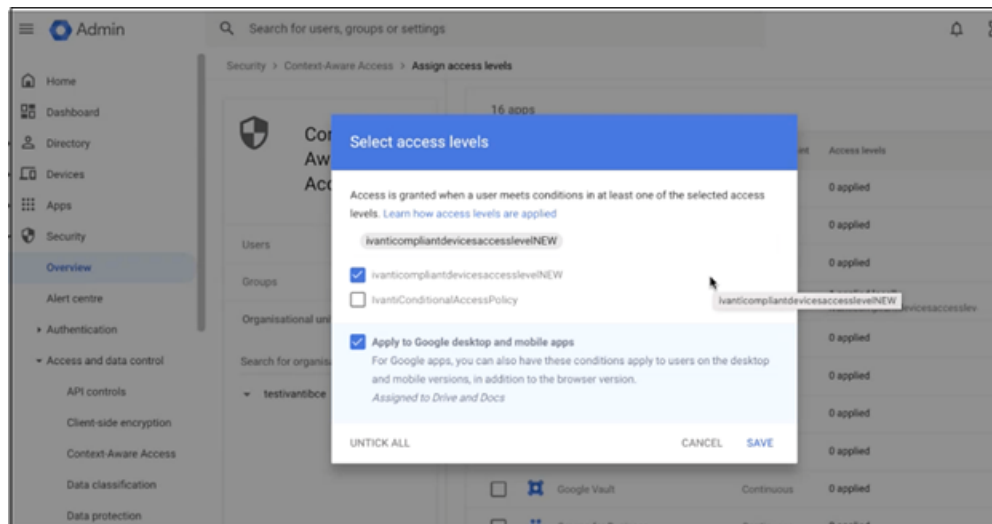 Admin
Search for users, groups or settings
Security > Context-Aware Access > Assign access levels
Home
Dashboard
Directory
Devices
Apps
Security
Overview
Alert centre
Authentication
Access and data control
API controls
Client-side encryption
Context-Aware Access
Data classification
Data protection
Users
Groups
Search for organis
testivantibce
16 apps
Access levels
0 applied
0 applied
0 applied
0 applied
0 applied
0 applied
0 applied
Google Vault Continuous 0 applied
Select access levels
Access is granted when a user meets conditions in at least one of the selected access
levels. Learn how access levels are applied
ivanticompliantdevicesaccesslevelNEW
ivanticompliantdevicesaccesslevelNEW
IvantiConditionalAccessPolicy
ivanticompliantdevicesaccesslevelNEW
Apply to Google desktop and mobile apps
For Google apps, you can also have these conditions apply to users on the desktop
and mobile versions, in addition to the browser version.
Assigned to Drive and Docs
UNTICK ALL CANCEL SAVE